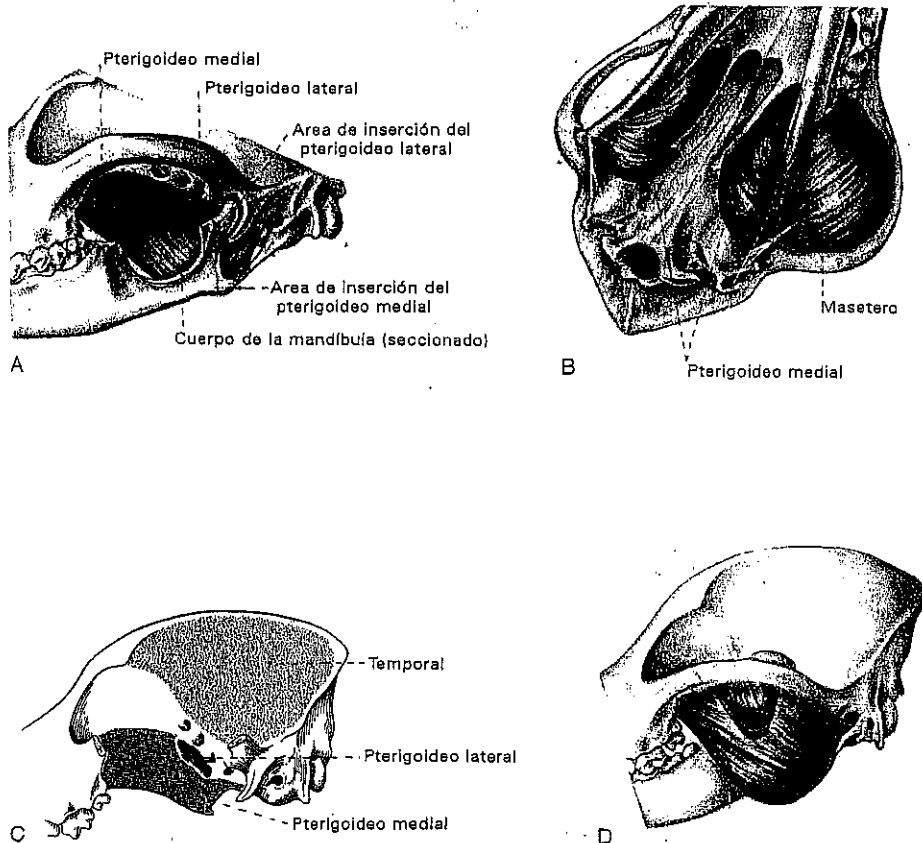 Pterigoideo medial
Pterigoideo lateral
Area de inserción del
pterigoideo lateral
Area de inserción del
pterigoideo medial
Cuerpo de la mandíbula (seccionado)
A
Masetero
Pterigoideo medial
B
Temporal
Pterigoideo lateral
Pterigoideo medial
C
D